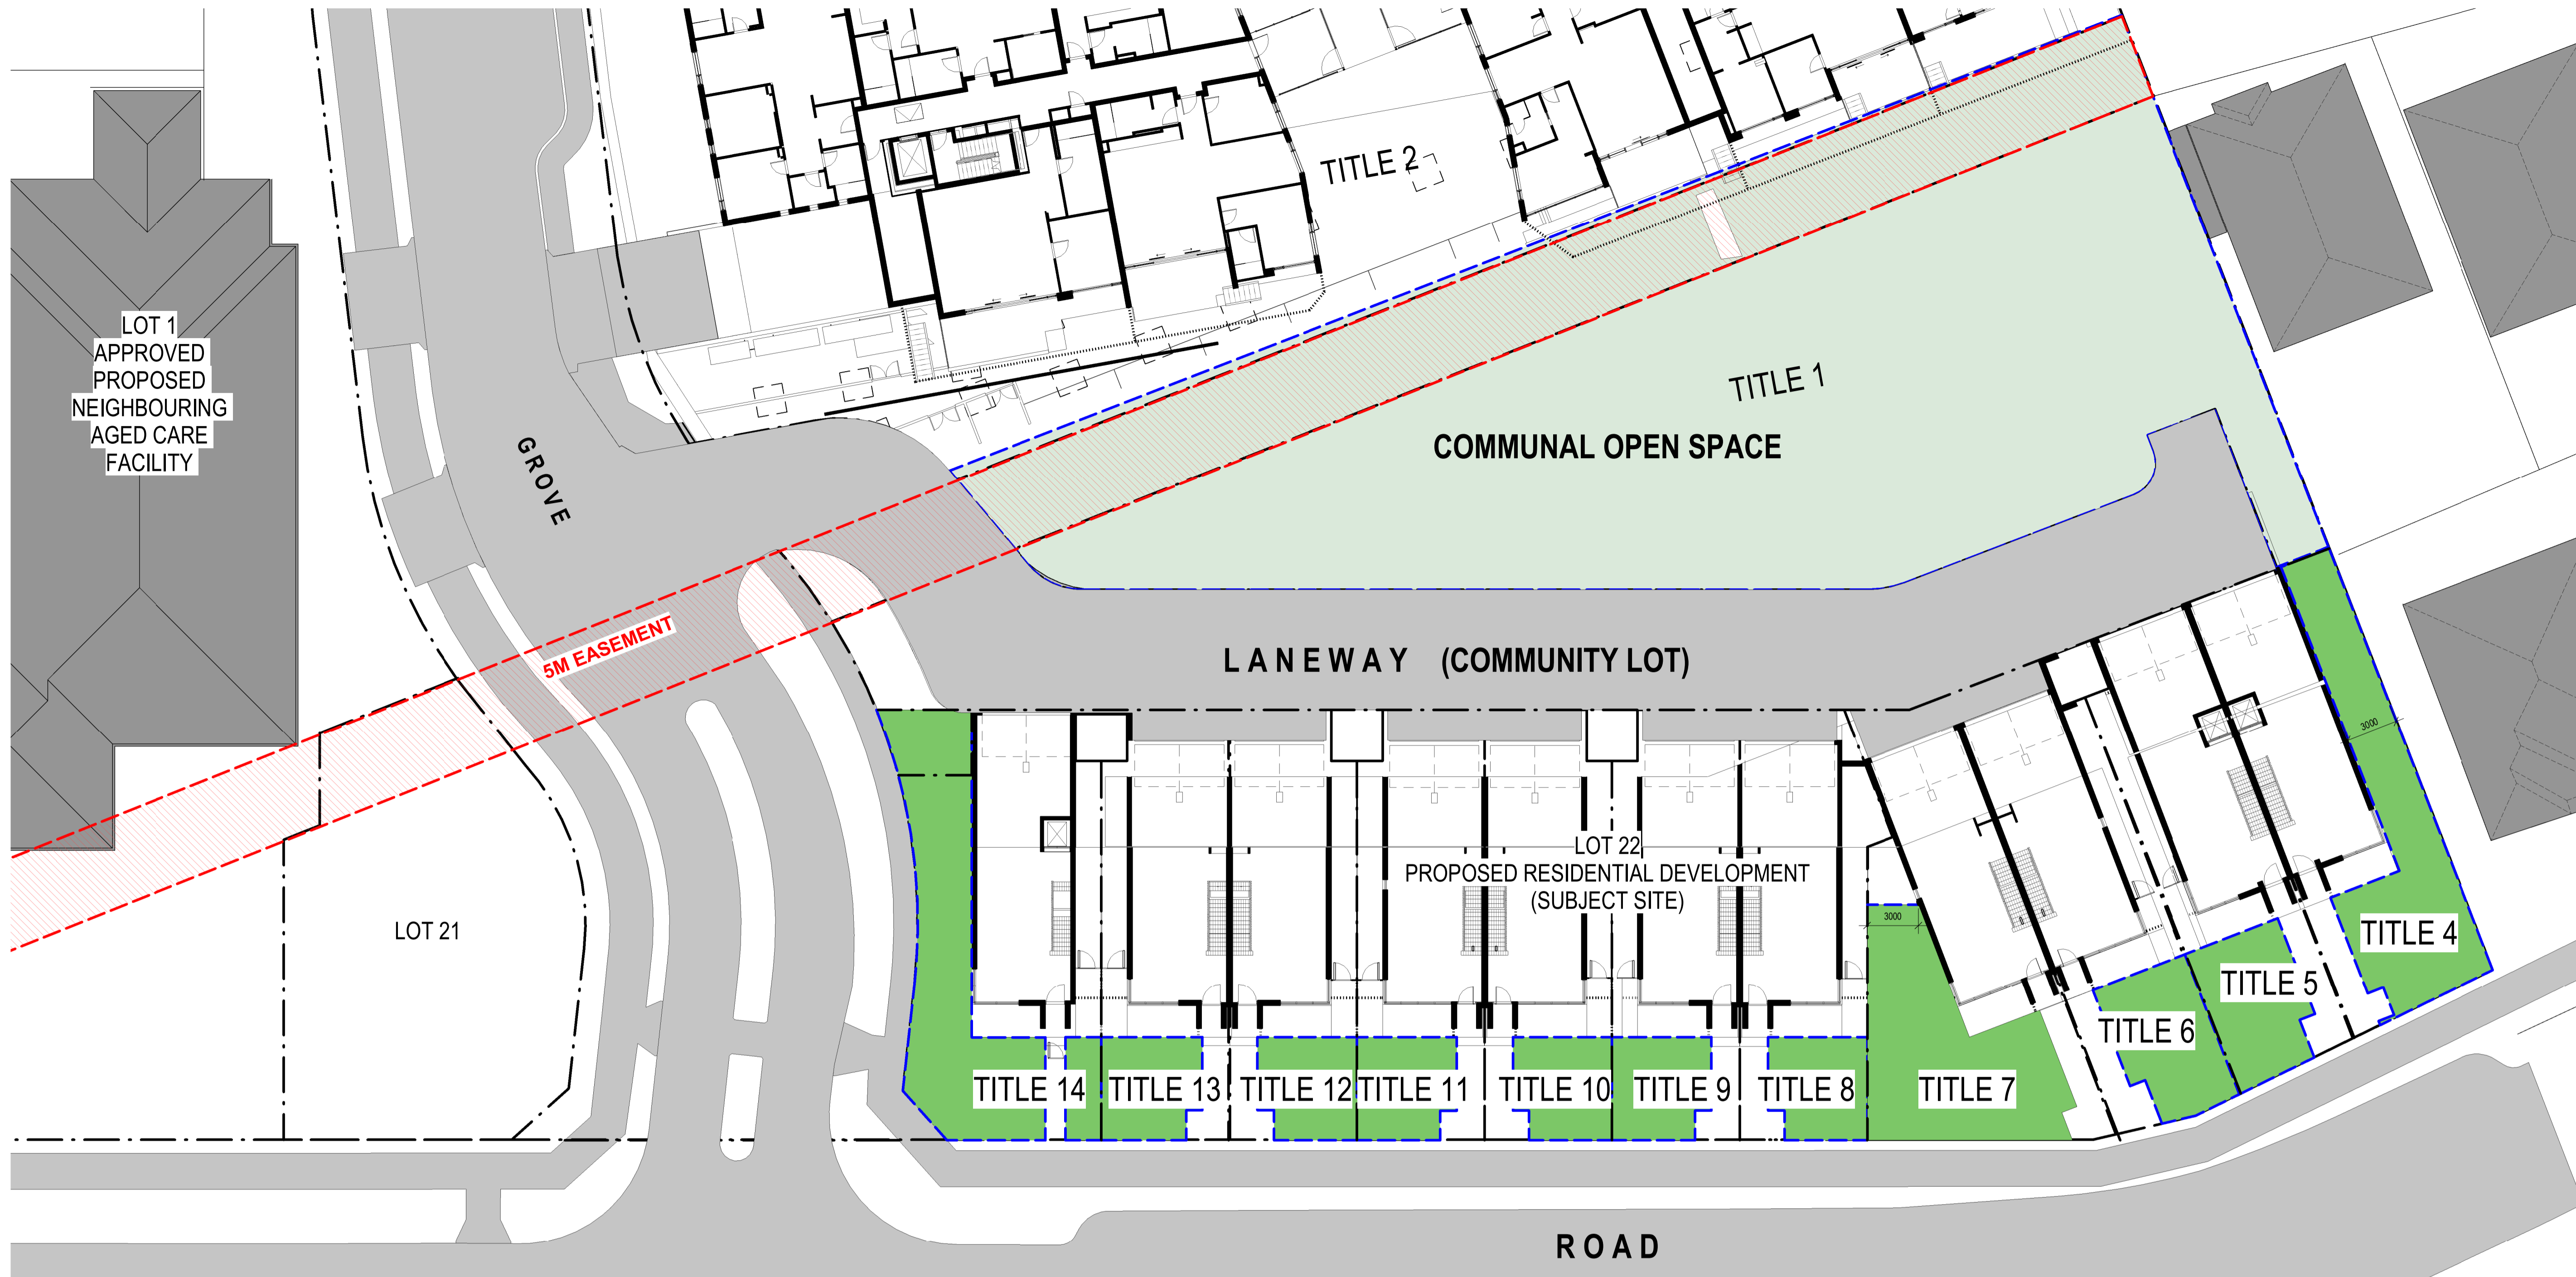 TITLE 2
LOT 1
APPROVED
PROPOSED
NEIGHBOURING
AGED CARE
FACILITY
TITLE 1
COMMUNAL OPEN SPACE
GROVE
5M EASEMENT
LANEWAY (COMMUNITY LOT)
3000
LOT 22
PROPOSED RESIDENTIAL DEVELOPMENT
(SUBJECT SITE)
3000
LOT 21
TITLE 4
TITLE 5
TITLE 6
TITLE 14
TITLE 13
TITLE 12
TITLE 11
TITLE 10
TITLE 9
TITLE 8
TITLE 7
ROAD